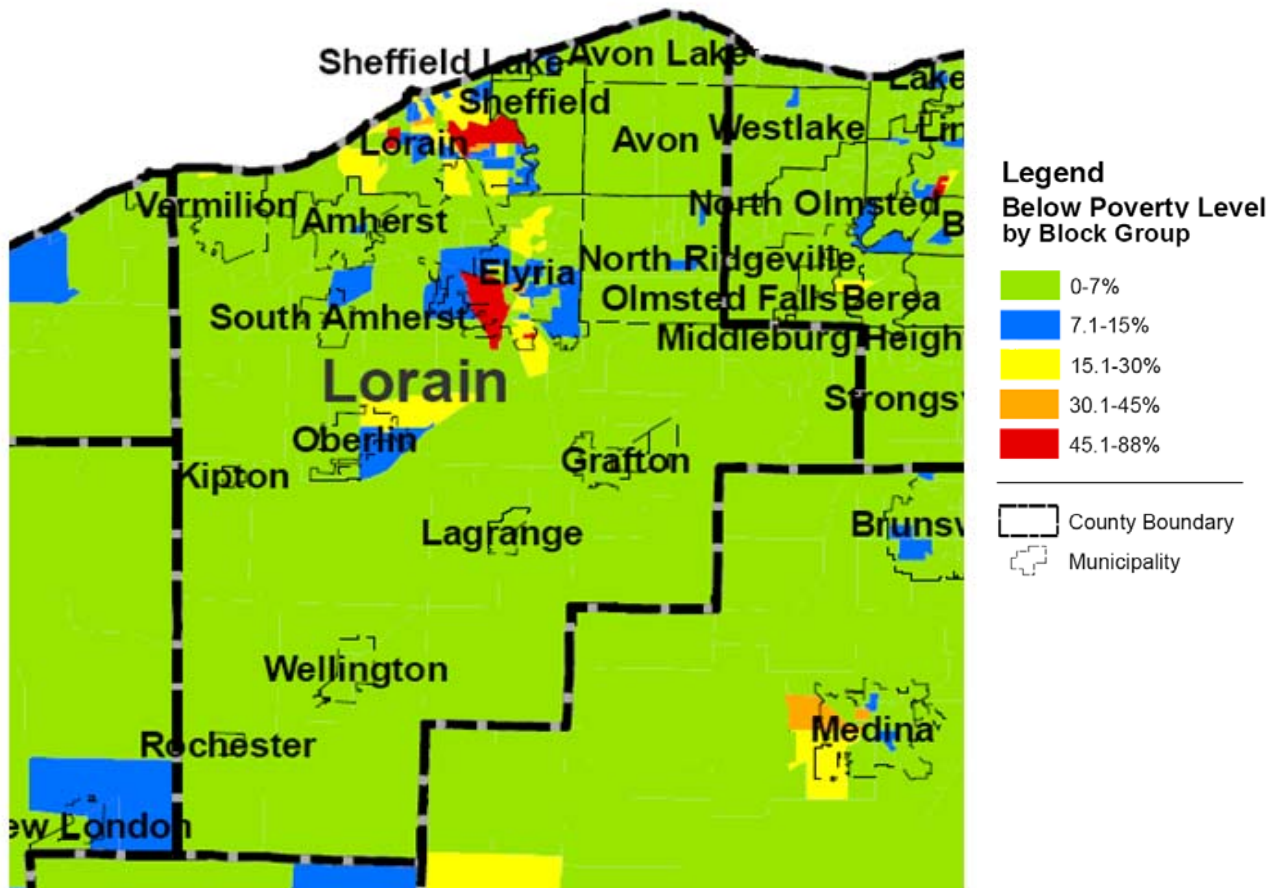 Sheffield Lake
Avon Lake
Lake
Sheffield
Lorain
Avon
Westlake
Vermilion
Amherst
North Olmsted
B
Elyria
North Ridgeville
South Amherst
Olmsted Falls
Berea
Middleburg Heigh
Lorain
Strongsv
Oberlin
Kipton
Grafton
Lagrange
Brunsw
Wellington
Rochester
Medina
ew London
Legend
Below Poverty Level
by Block Group
0-7%
7.1-15%
15.1-30%
30.1-45%
45.1-88%
County Boundary
Municipality